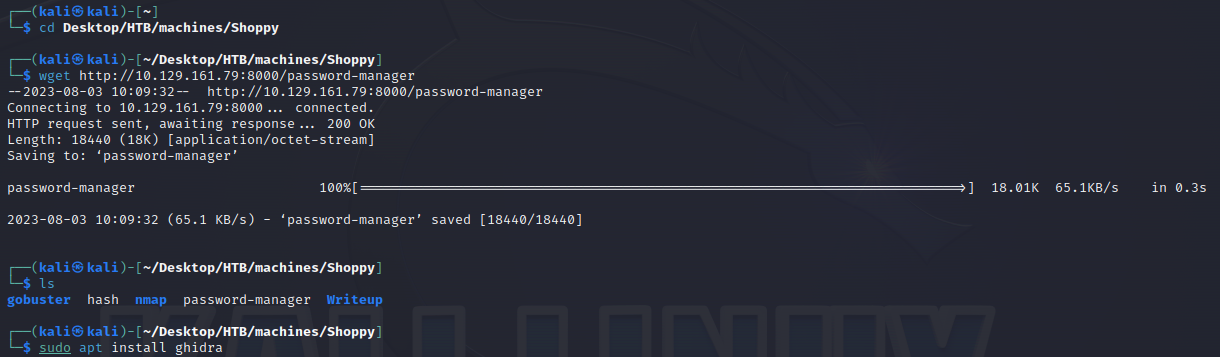 ┌──(kali㉿kali)-[~]
└─$ cd Desktop/HTB/machines/Shoppy
┌──(kali㉿kali)-[~/Desktop/HTB/machines/Shoppy]
└─$ wget http://10.129.161.79:8000/password-manager
--2023-08-03 10:09:32--  http://10.129.161.79:8000/password-manager
Connecting to 10.129.161.79:8000... connected.
HTTP request sent, awaiting response... 200 OK
Length: 18440 (18K) [application/octet-stream]
Saving to: ‘password-manager’
password-manager 100%[===================================================>] 18.01K 65.1KB/s in 0.3s
2023-08-03 10:09:32 (65.1 KB/s) - ‘password-manager’ saved [18440/18440]
┌──(kali㉿kali)-[~/Desktop/HTB/machines/Shoppy]
└─$ ls
gobuster hash nmap password-manager Writeup
┌──(kali㉿kali)-[~/Desktop/HTB/machines/Shoppy]
└─$ sudo apt install ghidra
KALI LINUX